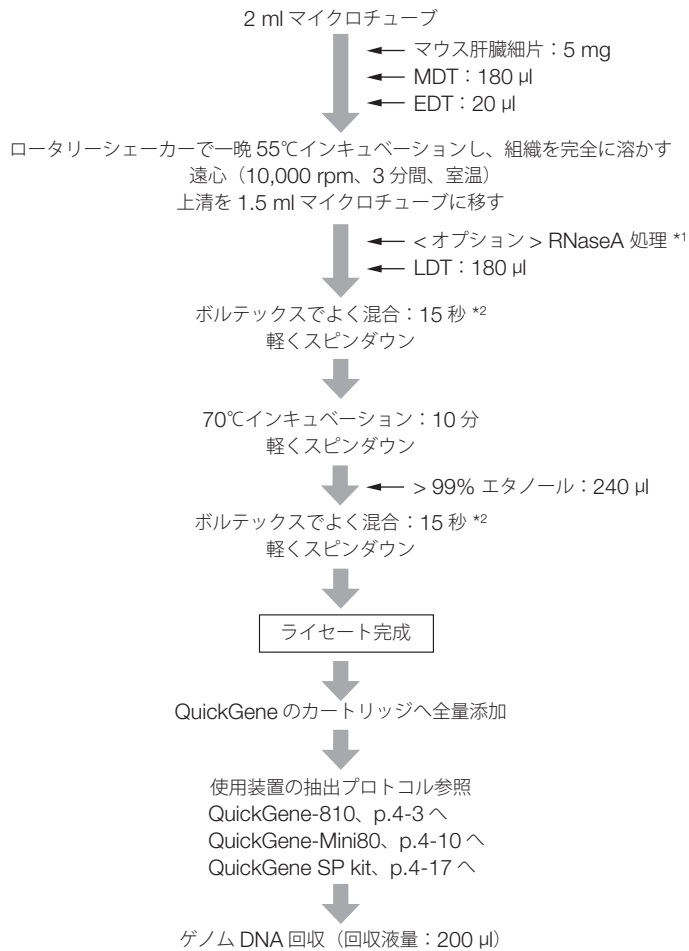 2 ml マイクロチューブ
マウス肝臓細片：5 mg
MDT：180 μl
EDT：20 μl
ロータリーシェーカーで一晩 55℃インキュベーションし、組織を完全に溶かす
遠心（10,000 rpm、3 分間、室温）
上清を 1.5 ml マイクロチューブに移す
< オプション > RNaseA 処理 *1
LDT：180 μl
ボルテックスでよく混合：15 秒 *2
軽くスピンダウン
70℃インキュベーション：10 分
軽くスピンダウン
> 99% エタノール：240 μl
ボルテックスでよく混合：15 秒 *2
軽くスピンダウン
ライセート完成
QuickGene のカートリッジへ全量添加
使用装置の抽出プロトコル参照
QuickGene-810、p.4-3 へ
QuickGene-Mini80、p.4-10 へ
QuickGene SP kit、p.4-17 へ
ゲノム DNA 回収（回収液量：200 μl）